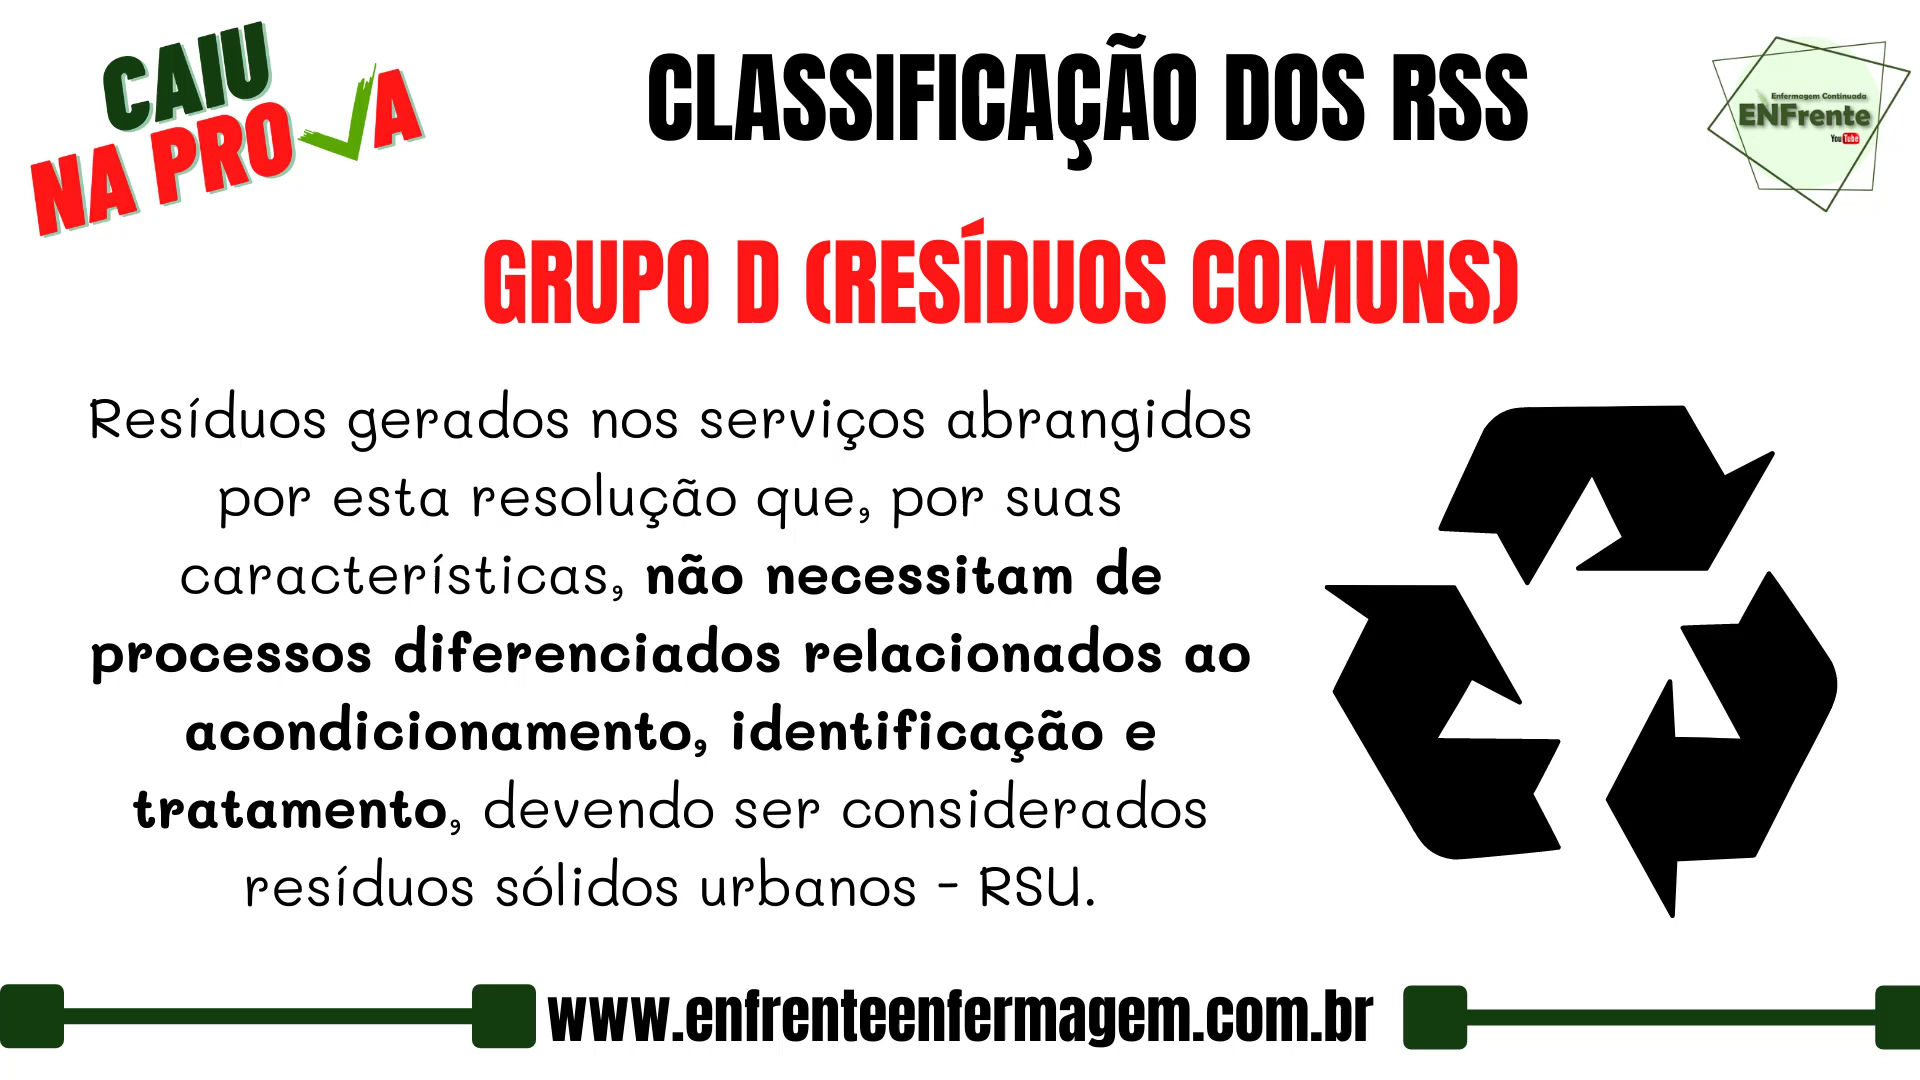 CAIU
NA PROVA
CLASSIFICAÇÃO DOS RSS
Enfermagem Continuada
ENFrente
YouTube
GRUPO D (RESÍDUOS COMUNS)
Resíduos gerados nos serviços abrangidos
por esta resolução que, por suas
características, não necessitam de
processos diferenciados relacionados ao
acondicionamento, identificação e
tratamento, devendo ser considerados
resíduos sólidos urbanos - RSU.
www.enfrenteenfermagem.com.br